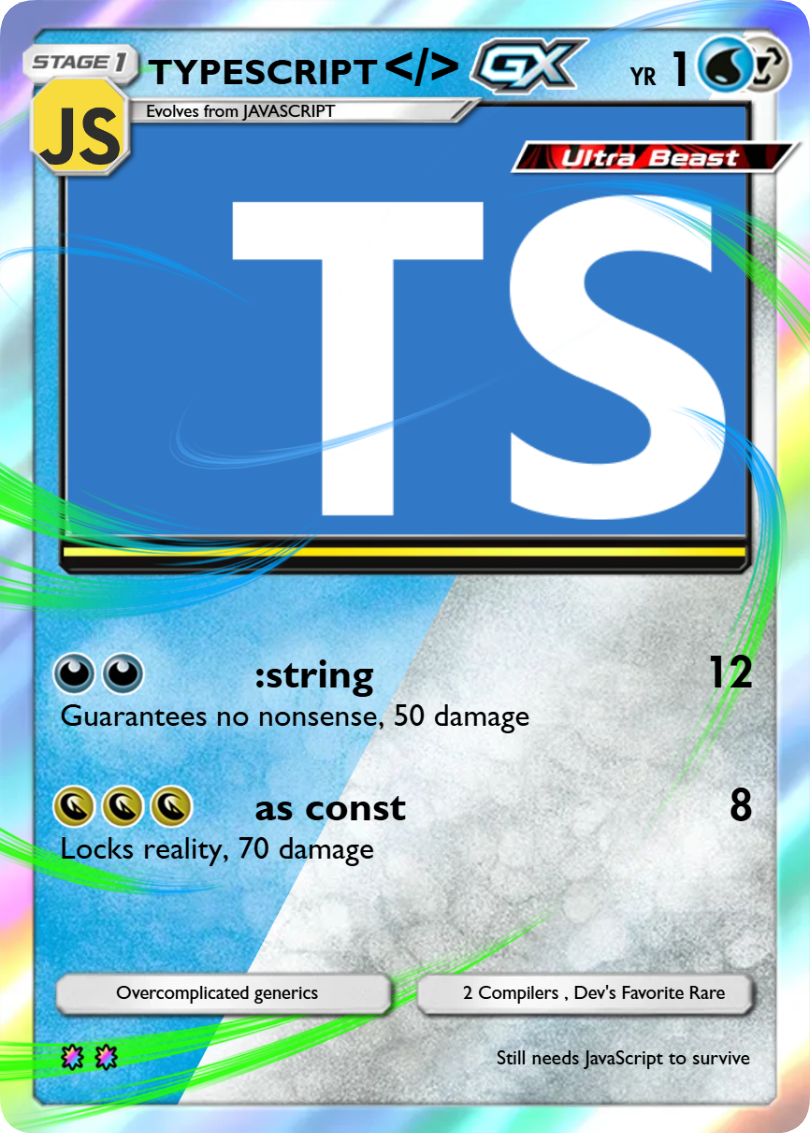 STAGE 1
TYPESCRIPT </> GX
YR 1
JS
Evolves from JAVASCRIPT
Ultra Beast
TS
:string 12
Guarantees no nonsense, 50 damage
as const 8
Locks reality, 70 damage
Overcomplicated generics
2 Compilers , Dev's Favorite Rare
Still needs JavaScript to survive